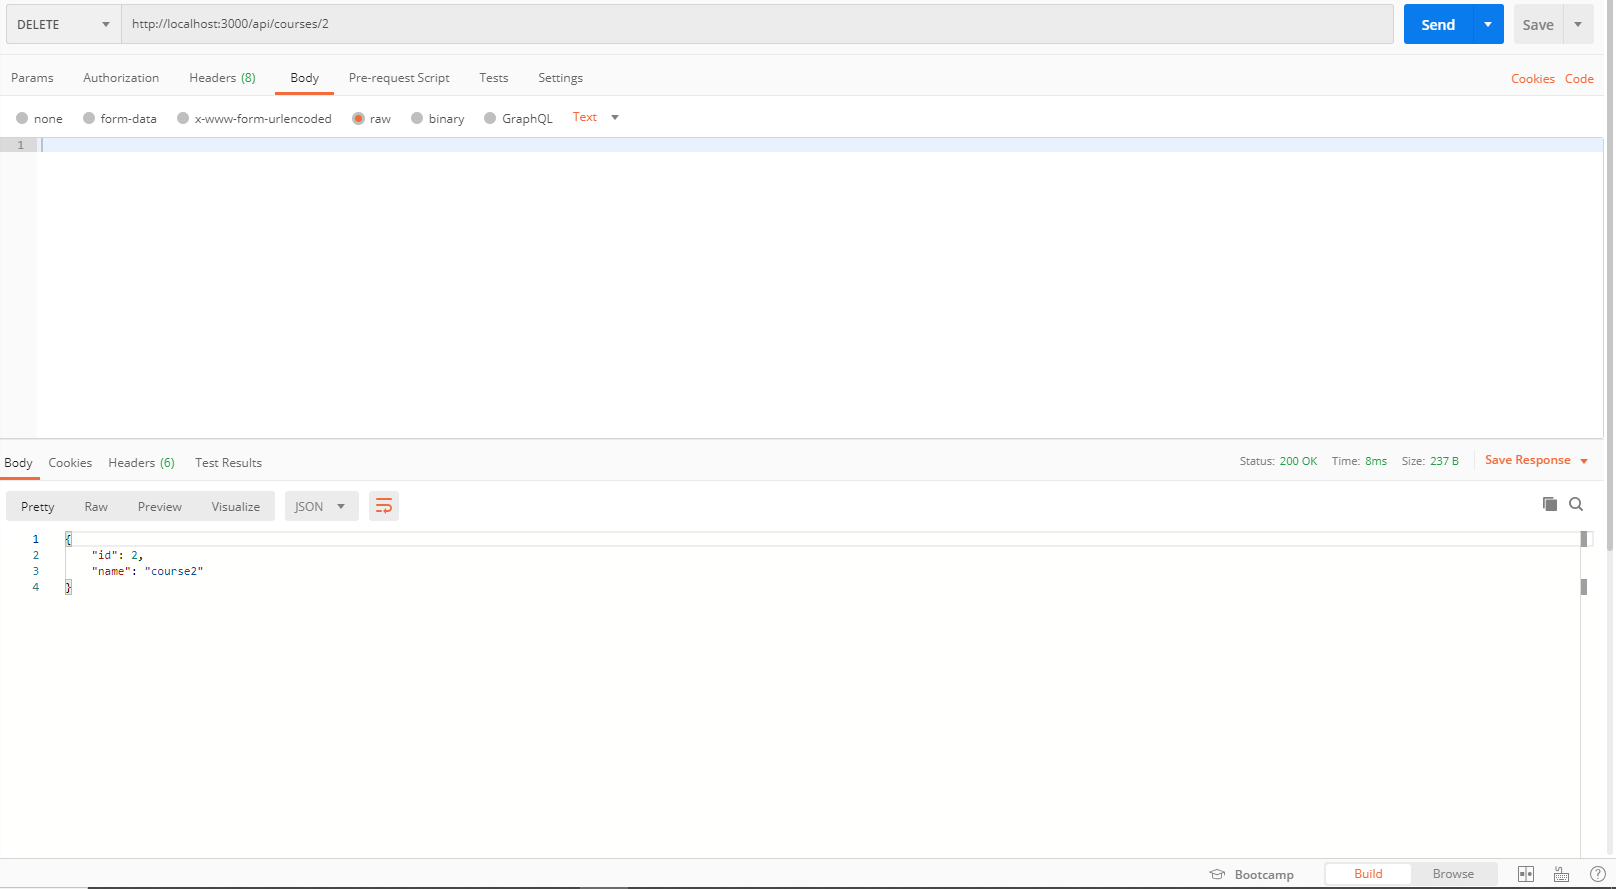 DELETE http://localhost:3000/api/courses/2 Send Save
Params Authorization Headers (8) Body Pre-request Script Tests Settings Cookies Code
none form-data x-www-form-urlencoded raw binary GraphQL Text
1
Body Cookies Headers (6) Test Results Status: 200 OK Time: 8ms Size: 237 B Save Response
Pretty Raw Preview Visualize JSON
1 {
2 "id": 2,
3 "name": "course2"
4 }
Bootcamp Build Browse